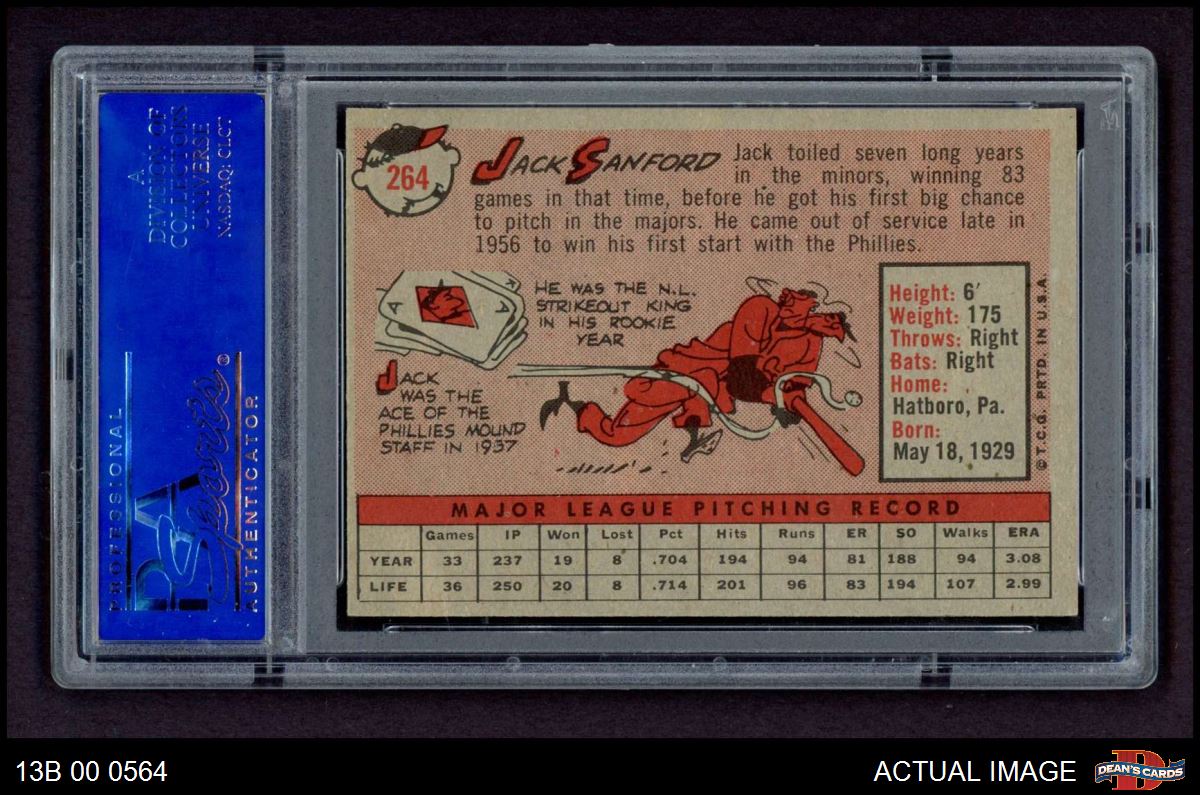 A
DIVISION OF
COLLECTORS
UNIVERSE
NASDAQ: CLCT
PROFESSIONAL
PSA
Sports®
AUTHENTICATOR
264
JACK SANFORD
Jack toiled seven long years
in the minors, winning 83
games in that time, before he got his first big chance
to pitch in the majors. He came out of service late in
1956 to win his first start with the Phillies.
A
K
A
A
HE WAS THE N.L.
STRIKEOUT KING
IN HIS ROOKIE
YEAR
JACK
WAS THE
ACE OF THE
PHILLIES MOUND
STAFF IN 1957
Height: 6'
Weight: 175
Throws: Right
Bats: Right
Home:
Hatboro, Pa.
Born:
May 18, 1929
© T.C.G. PRTD. IN U.S.A.
MAJOR LEAGUE PITCHING RECORD
Games IP Won Lost Pct Hits Runs ER SO Walks ERA
YEAR 33 237 19 8 .704 194 94 81 188 94 3.08
LIFE 36 250 20 8 .714 201 96 83 194 107 2.99
13B 00 0564
ACTUAL IMAGE
D
DEAN'S CARDS